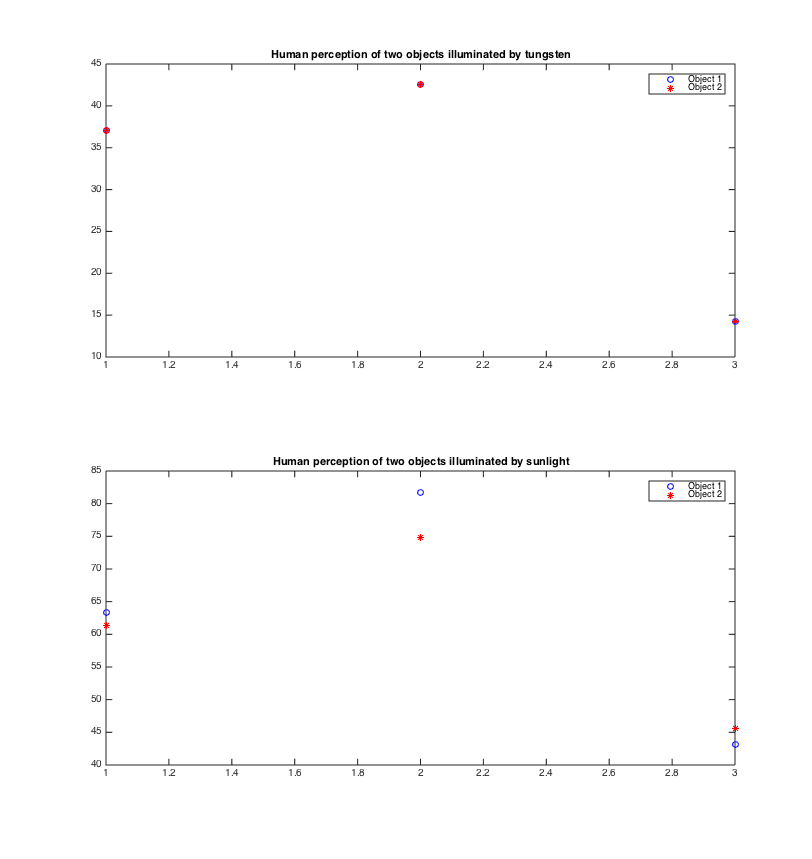 Human perception of two objects illuminated by tungsten
45
40
35
30
25
20
15
10
Object 1
Object 2
1 1.2 1.4 1.6 1.8 2 2.2 2.4 2.6 2.8 3
Human perception of two objects illuminated by sunlight
85
80
75
70
65
60
55
50
45
40
Object 1
Object 2
1 1.2 1.4 1.6 1.8 2 2.2 2.4 2.6 2.8 3